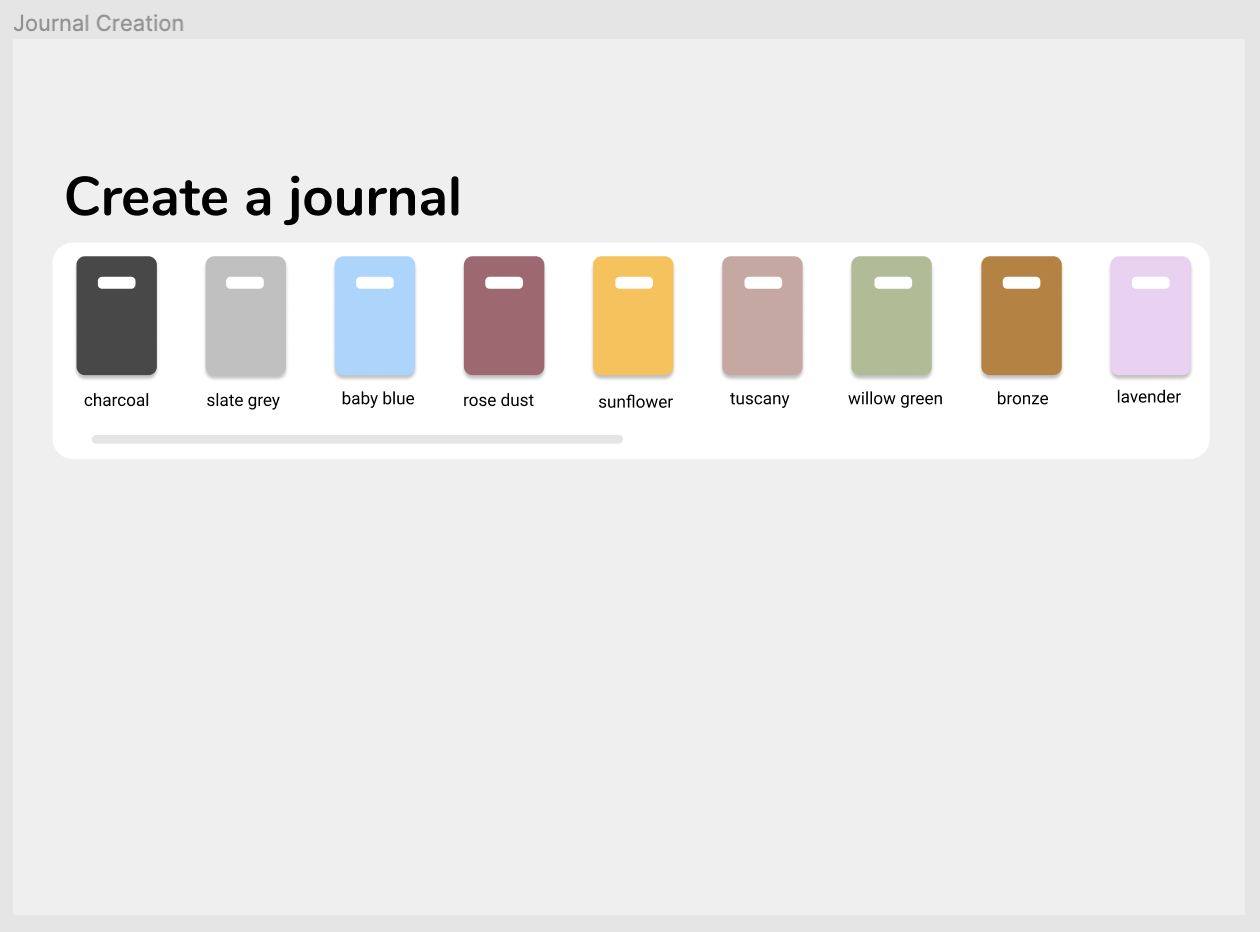 Journal Creation
Create a journal
charcoal
slate grey
baby blue
rose dust
sunflower
tuscany
willow green
bronze
lavender